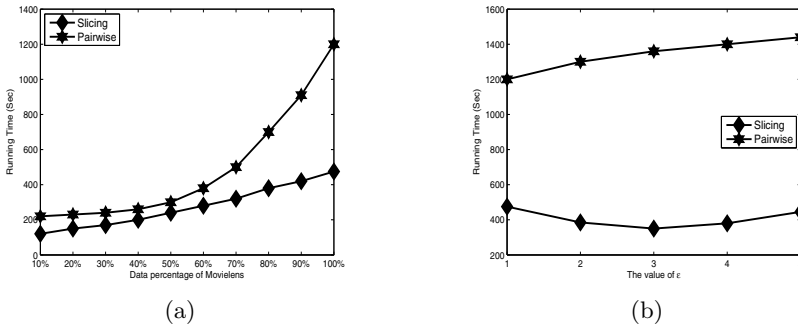 1400
1200
1000
800
600
400
200
0
Running Time (Sec)
Slicing
Pairwise
10% 20% 30% 40% 50% 60% 70% 80% 90% 100%
Data percentage of Movielens
(a)
1600
1400
1200
1000
800
600
400
200
Running Time (Sec)
Slicing
Pairwise
1 2 3 4
The value of ε
(b)